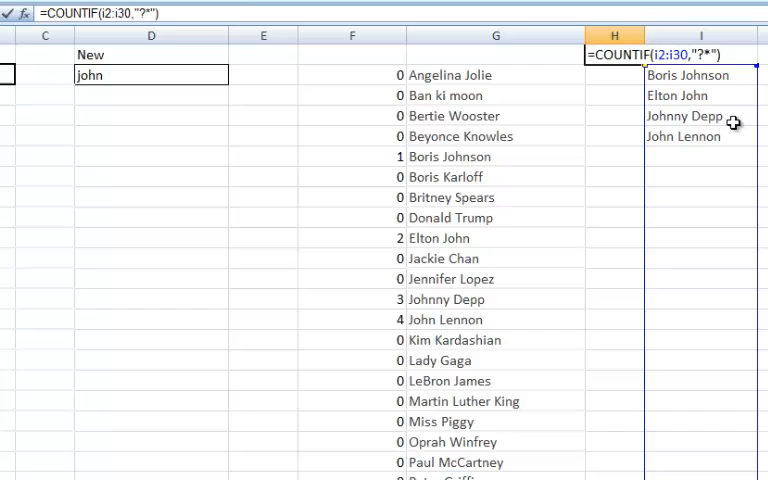 fx =COUNTIF(i2:i30,"?*")
C D E F G H I
New =COUNTIF(i2:i30,"?*")
john 0 Angelina Jolie Boris Johnson
0 Ban ki moon Elton John
0 Bertie Wooster Johnny Depp
0 Beyonce Knowles John Lennon
1 Boris Johnson
0 Boris Karloff
0 Britney Spears
0 Donald Trump
2 Elton John
0 Jackie Chan
0 Jennifer Lopez
3 Johnny Depp
4 John Lennon
0 Kim Kardashian
0 Lady Gaga
0 LeBron James
0 Martin Luther King
0 Miss Piggy
0 Oprah Winfrey
0 Paul McCartney